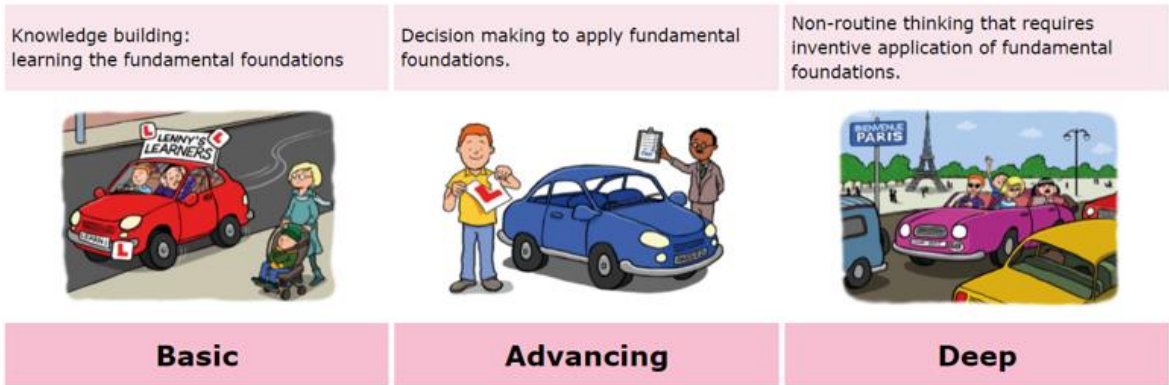 Knowledge building:
learning the fundamental foundations
Decision making to apply fundamental
foundations.
Non-routine thinking that requires
inventive application of fundamental
foundations.
L
LENNY'S
LEARNERS
L
L
L
BIENVENUE
PARIS
Basic
Advancing
Deep